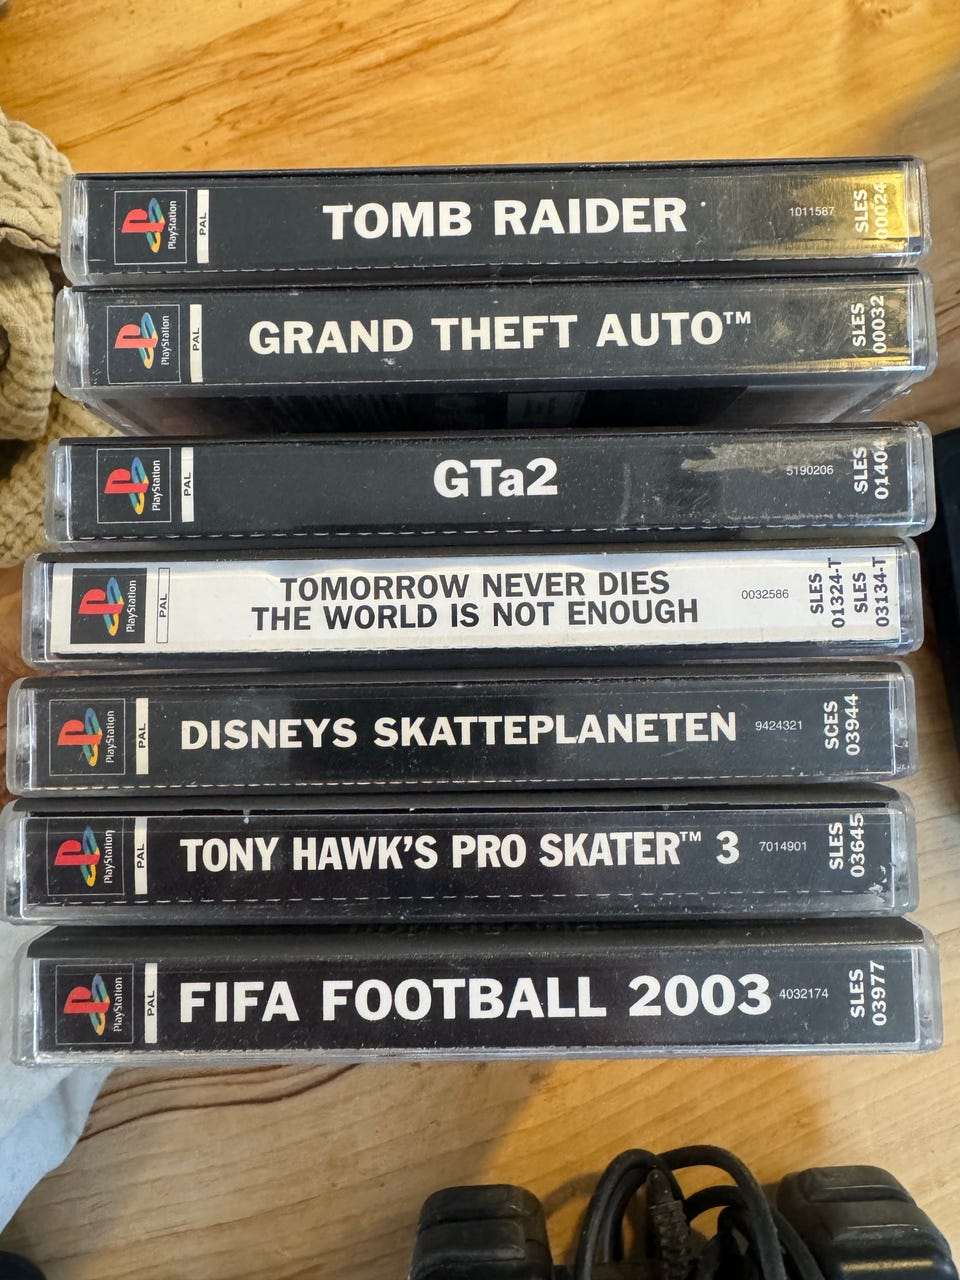 PlayStation PAL TOMB RAIDER 1011587 SLES 00024
PlayStation PAL GRAND THEFT AUTO™ SLES 00032
PlayStation PAL GTa2 5190206 SLES 01404
PlayStation PAL TOMORROW NEVER DIES
THE WORLD IS NOT ENOUGH 0032586 SLES 01324-T SLES 03134-T
PlayStation PAL DISNEYS SKATTEPLANETEN 9424321 SCES 03944
PlayStation PAL TONY HAWK'S PRO SKATER™ 3 7014901 SLES 03645
PlayStation PAL FIFA FOOTBALL 2003 4032174 SLES 03977